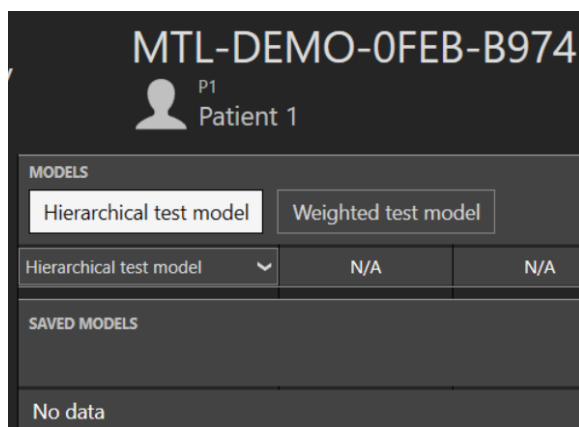 MTL-DEMO-0FEB-B974
P1
Patient 1
MODELS
Hierarchical test model Weighted test model
Hierarchical test model N/A N/A
SAVED MODELS
No data